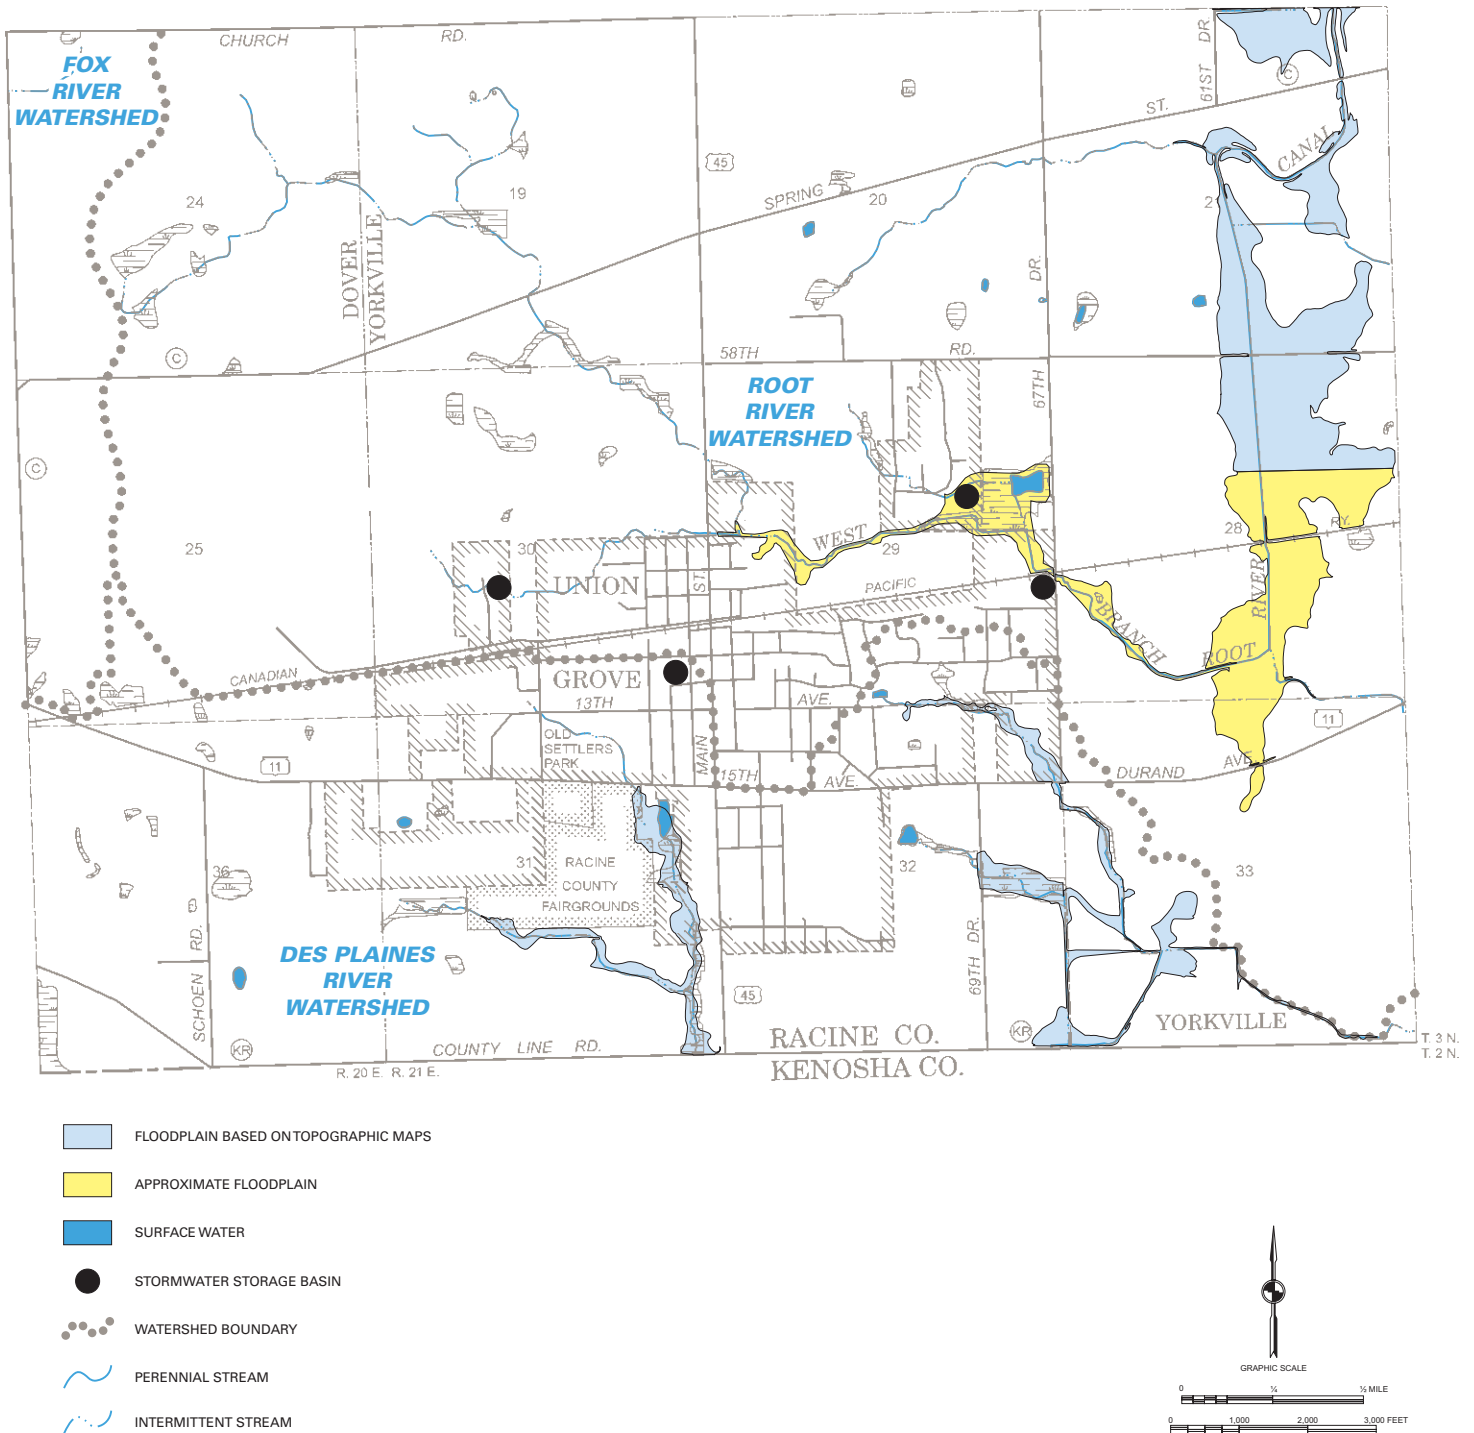 CHURCH RD.
61ST DR.
FOX
RIVER
WATERSHED
C
ST.
CANAL
45
SPRING
24
19
20
21
DOVER
YORKVILLE
DR.
C
58TH RD.
67TH
ROOT
RIVER
WATERSHED
C
25
30
29
28
RY.
WEST
UNION
ST.
PACIFIC
BRANCH
RIVER
ROOT
CANADIAN
GROVE
13TH AVE.
11
OLD
SETTLERS
PARK
MAIN
11
15TH AVE.
DURAND AVE.
36
31
32
33
RACINE
COUNTY
FAIRGROUNDS
SCHOEN RD.
DES PLAINES
RIVER
WATERSHED
69TH DR.
45
KR
KR
YORKVILLE
COUNTY LINE RD.
RACINE CO.
KENOSHA CO.
T. 3 N.
T. 2 N.
R. 20 E. R. 21 E.
FLOODPLAIN BASED ON TOPOGRAPHIC MAPS
APPROXIMATE FLOODPLAIN
SURFACE WATER
STORMWATER STORAGE BASIN
WATERSHED BOUNDARY
PERENNIAL STREAM
INTERMITTENT STREAM
GRAPHIC SCALE
0 ¼ ½ MILE
0 1,000 2,000 3,000 FEET